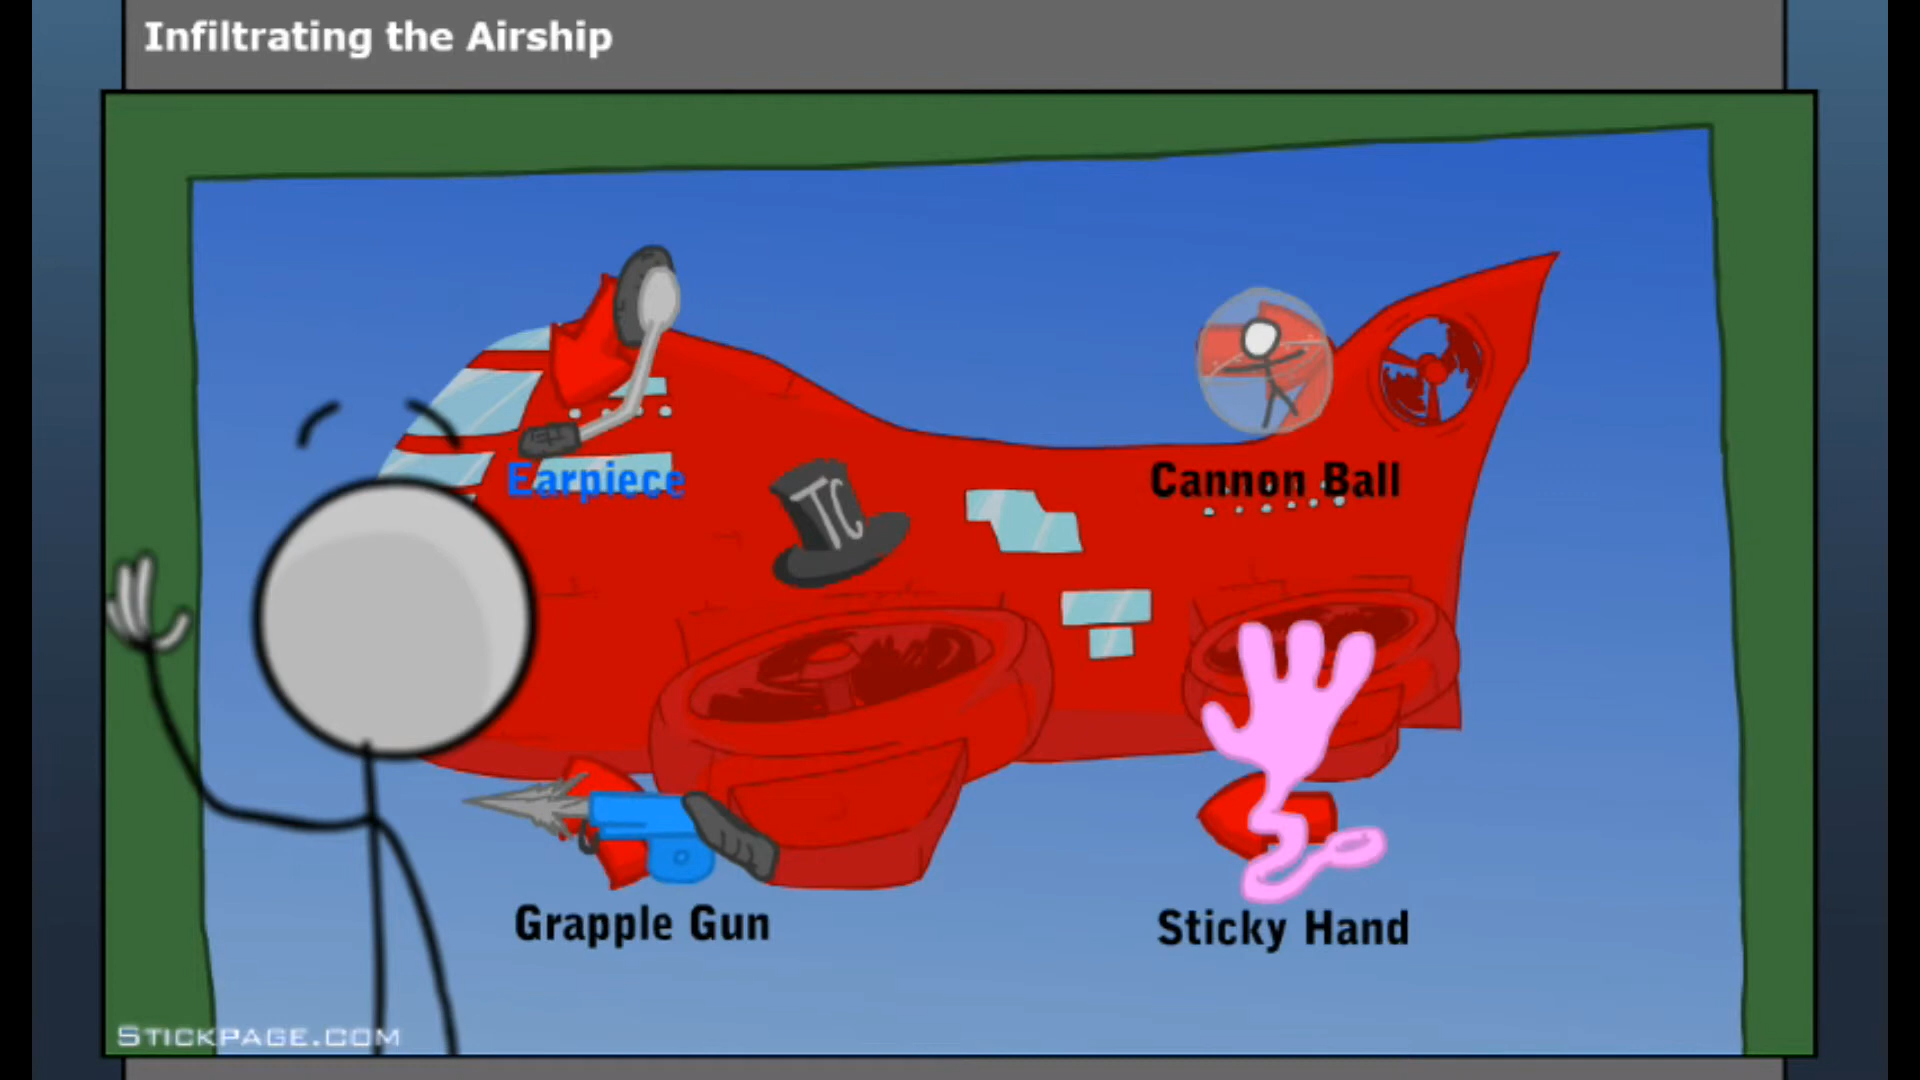 Infiltrating the Airship
Earpiece
Cannon Ball
TC
Grapple Gun
Sticky Hand
STICKPAGE.COM